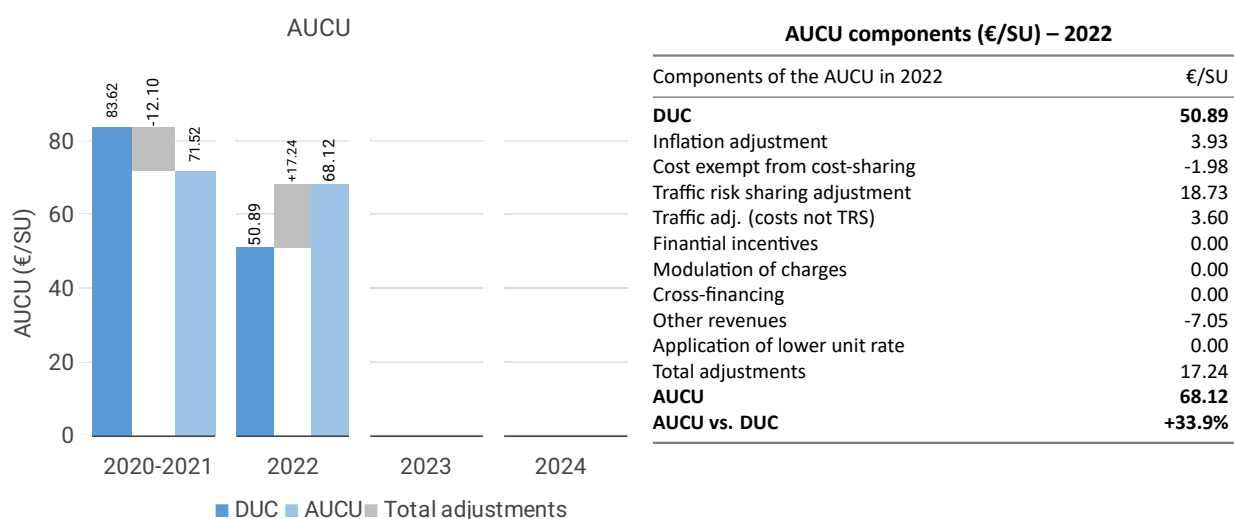 AUCU
AUCU (€/SU)
80
60
40
20
0
83.62
-12.10
71.52
50.89
+17.24
68.12
2020-2021
2022
2023
2024
DUC AUCU Total adjustments
AUCU components (€/SU) – 2022
Components of the AUCU in 2022 €/SU
DUC 50.89
Inflation adjustment 3.93
Cost exempt from cost-sharing -1.98
Traffic risk sharing adjustment 18.73
Traffic adj. (costs not TRS) 3.60
Finantial incentives 0.00
Modulation of charges 0.00
Cross-financing 0.00
Other revenues -7.05
Application of lower unit rate 0.00
Total adjustments 17.24
AUCU 68.12
AUCU vs. DUC +33.9%